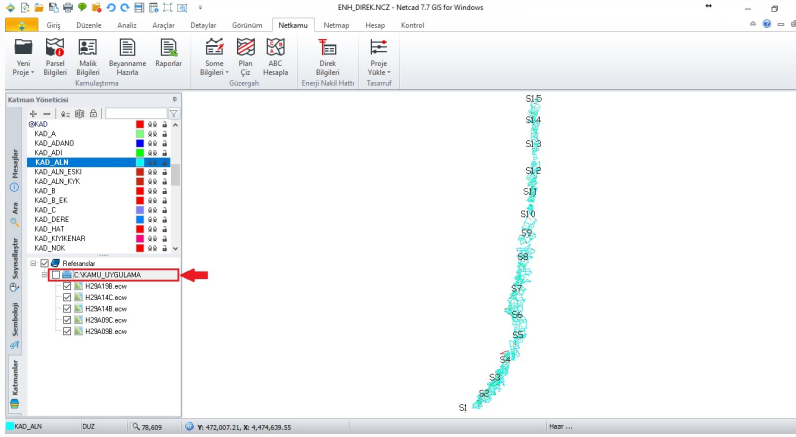 ENH_DIREK.NCZ - Netcad 7.7 GIS for Windows
Giriş Düzenle Analiz Araçlar Detaylar Görünüm Netkamu Netmap Hesap Kontrol
Yeni Proje
Parsel Bilgileri
Malik Bilgileri
Beyanname Hazırla
Raporlar
Some Bilgileri
Plan Çiz
ABC Hesapla
Direk Bilgileri
Proje Yükle
Kamulaştırma
Güzergah
Enerji Nakil Hattı
Tasarruf
Katman Yöneticisi
KAD
KAD_A
KAD_ADANO
KAD_ADI
KAD_ALN
KAD_ALN_ESKI
KAD_ALN_KYK
KAD_B
KAD_B_EK
KAD_C
KAD_DERE
KAD_HAT
KAD_KIYIKENAR
KAD_NOK
Referanslar
C:\KAMU_UYGULAMA
H29A19B.ecw
H29A14C.ecw
H29A14B.ecw
H29A09C.ecw
H29A09B.ecw
Mesajlar
Ara
Sayısallaştır
Semboloji
Katmanlar
S15
S14
S13
S12
S11
S10
S9
S8
S7
S6
S5
S4
S3
S2
S1
KAD_ALN DUZ 78,609 Y: 472,007.21, X: 4,474,639.55 Hazır ...